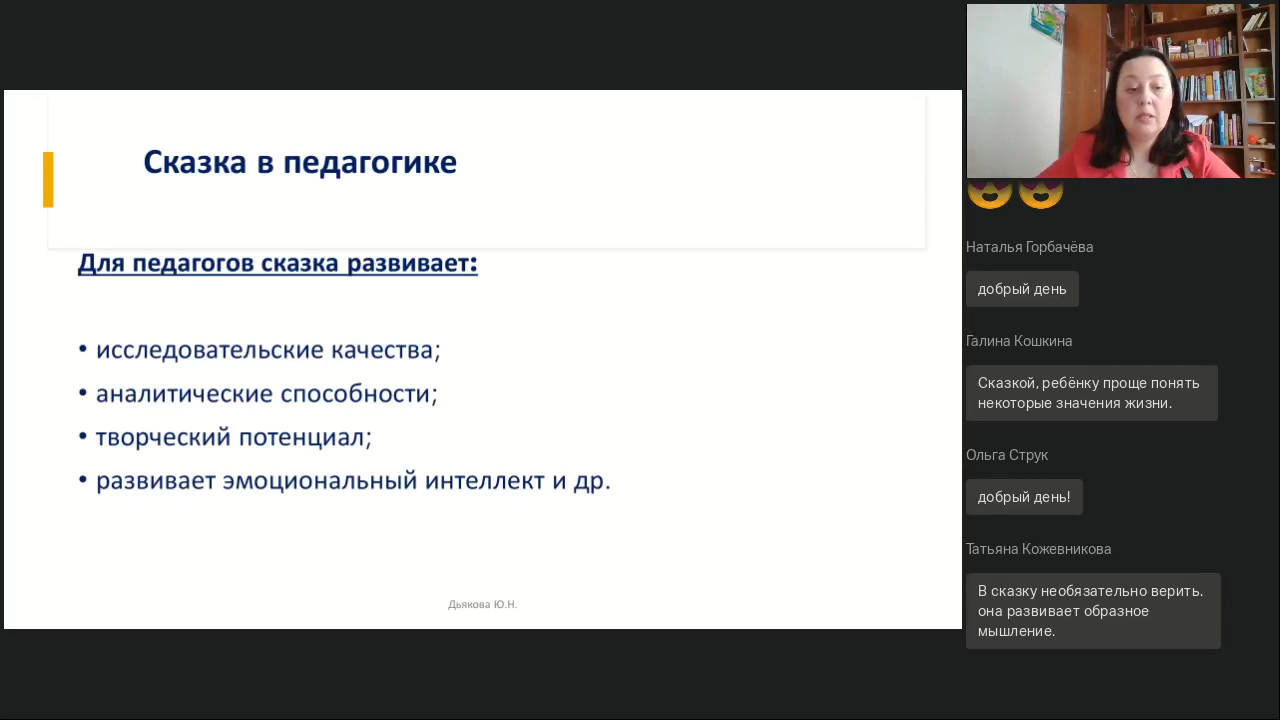 Сказка в педагогике
Для педагогов сказка развивает:
• исследовательские качества;
• аналитические способности;
• творческий потенциал;
• развивает эмоциональный интеллект и др.
Дьякова Ю.Н.
Наталья Горбачёва
добрый день
Галина Кошкина
Сказкой, ребёнку проще понять
некоторые значения жизни.
Ольга Струк
добрый день!
Татьяна Кожевникова
В сказку необязательно верить.
она развивает образное
мышление.